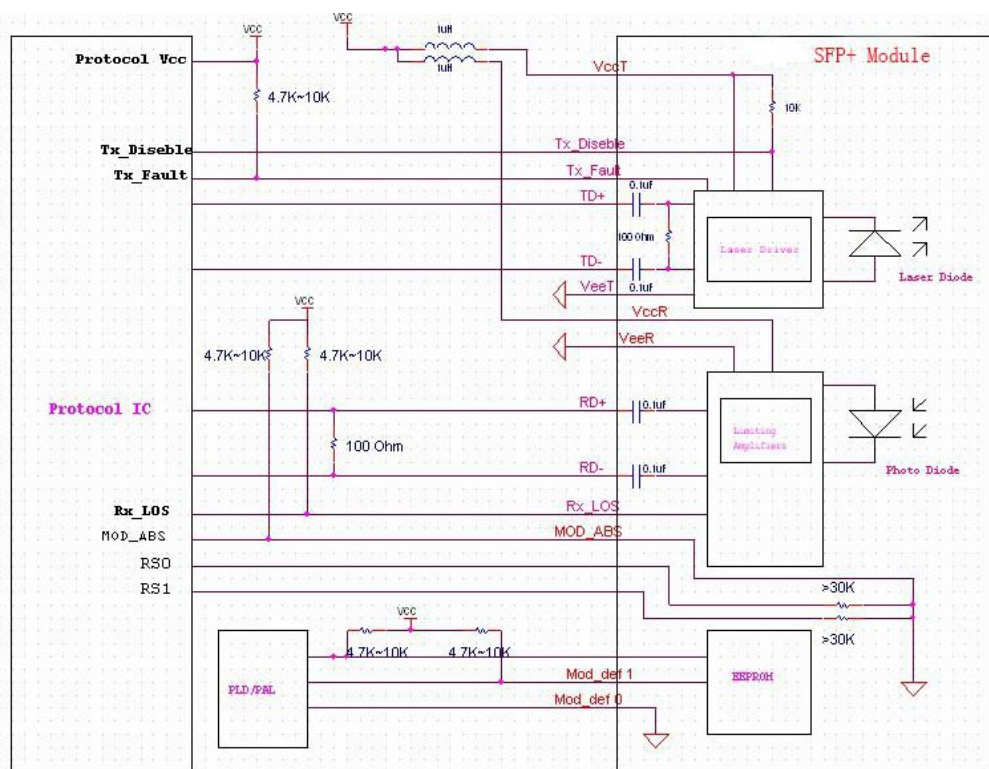 VCC
VCC
1uH
1uH
Protocol Vcc
SFP+ Module
VccT
4.7K~10K
10K
Tx_Diseble
Tx_Diseble
Tx_Fault
Tx_Fault
0.1uf
TD+
100 Ohm
Laser Driver
TD-
Laser Diode
VeeT
0.1uf
VCC
VccR
VeeR
4.7K~10K
4.7K~10K
Protocol IC
RD+
0.1uf
100 Ohm
Limiting
Amplifiers
RD-
0.1uf
Photo Diode
Rx_LOS
Rx_LOS
MOD_ABS
MOD_ABS
RS0
RS1
>30K
VCC
>30K
4.7K~10K
4.7K~10K
PLD/PAL
Mod_def 1
EEPROM
Mod_def 0